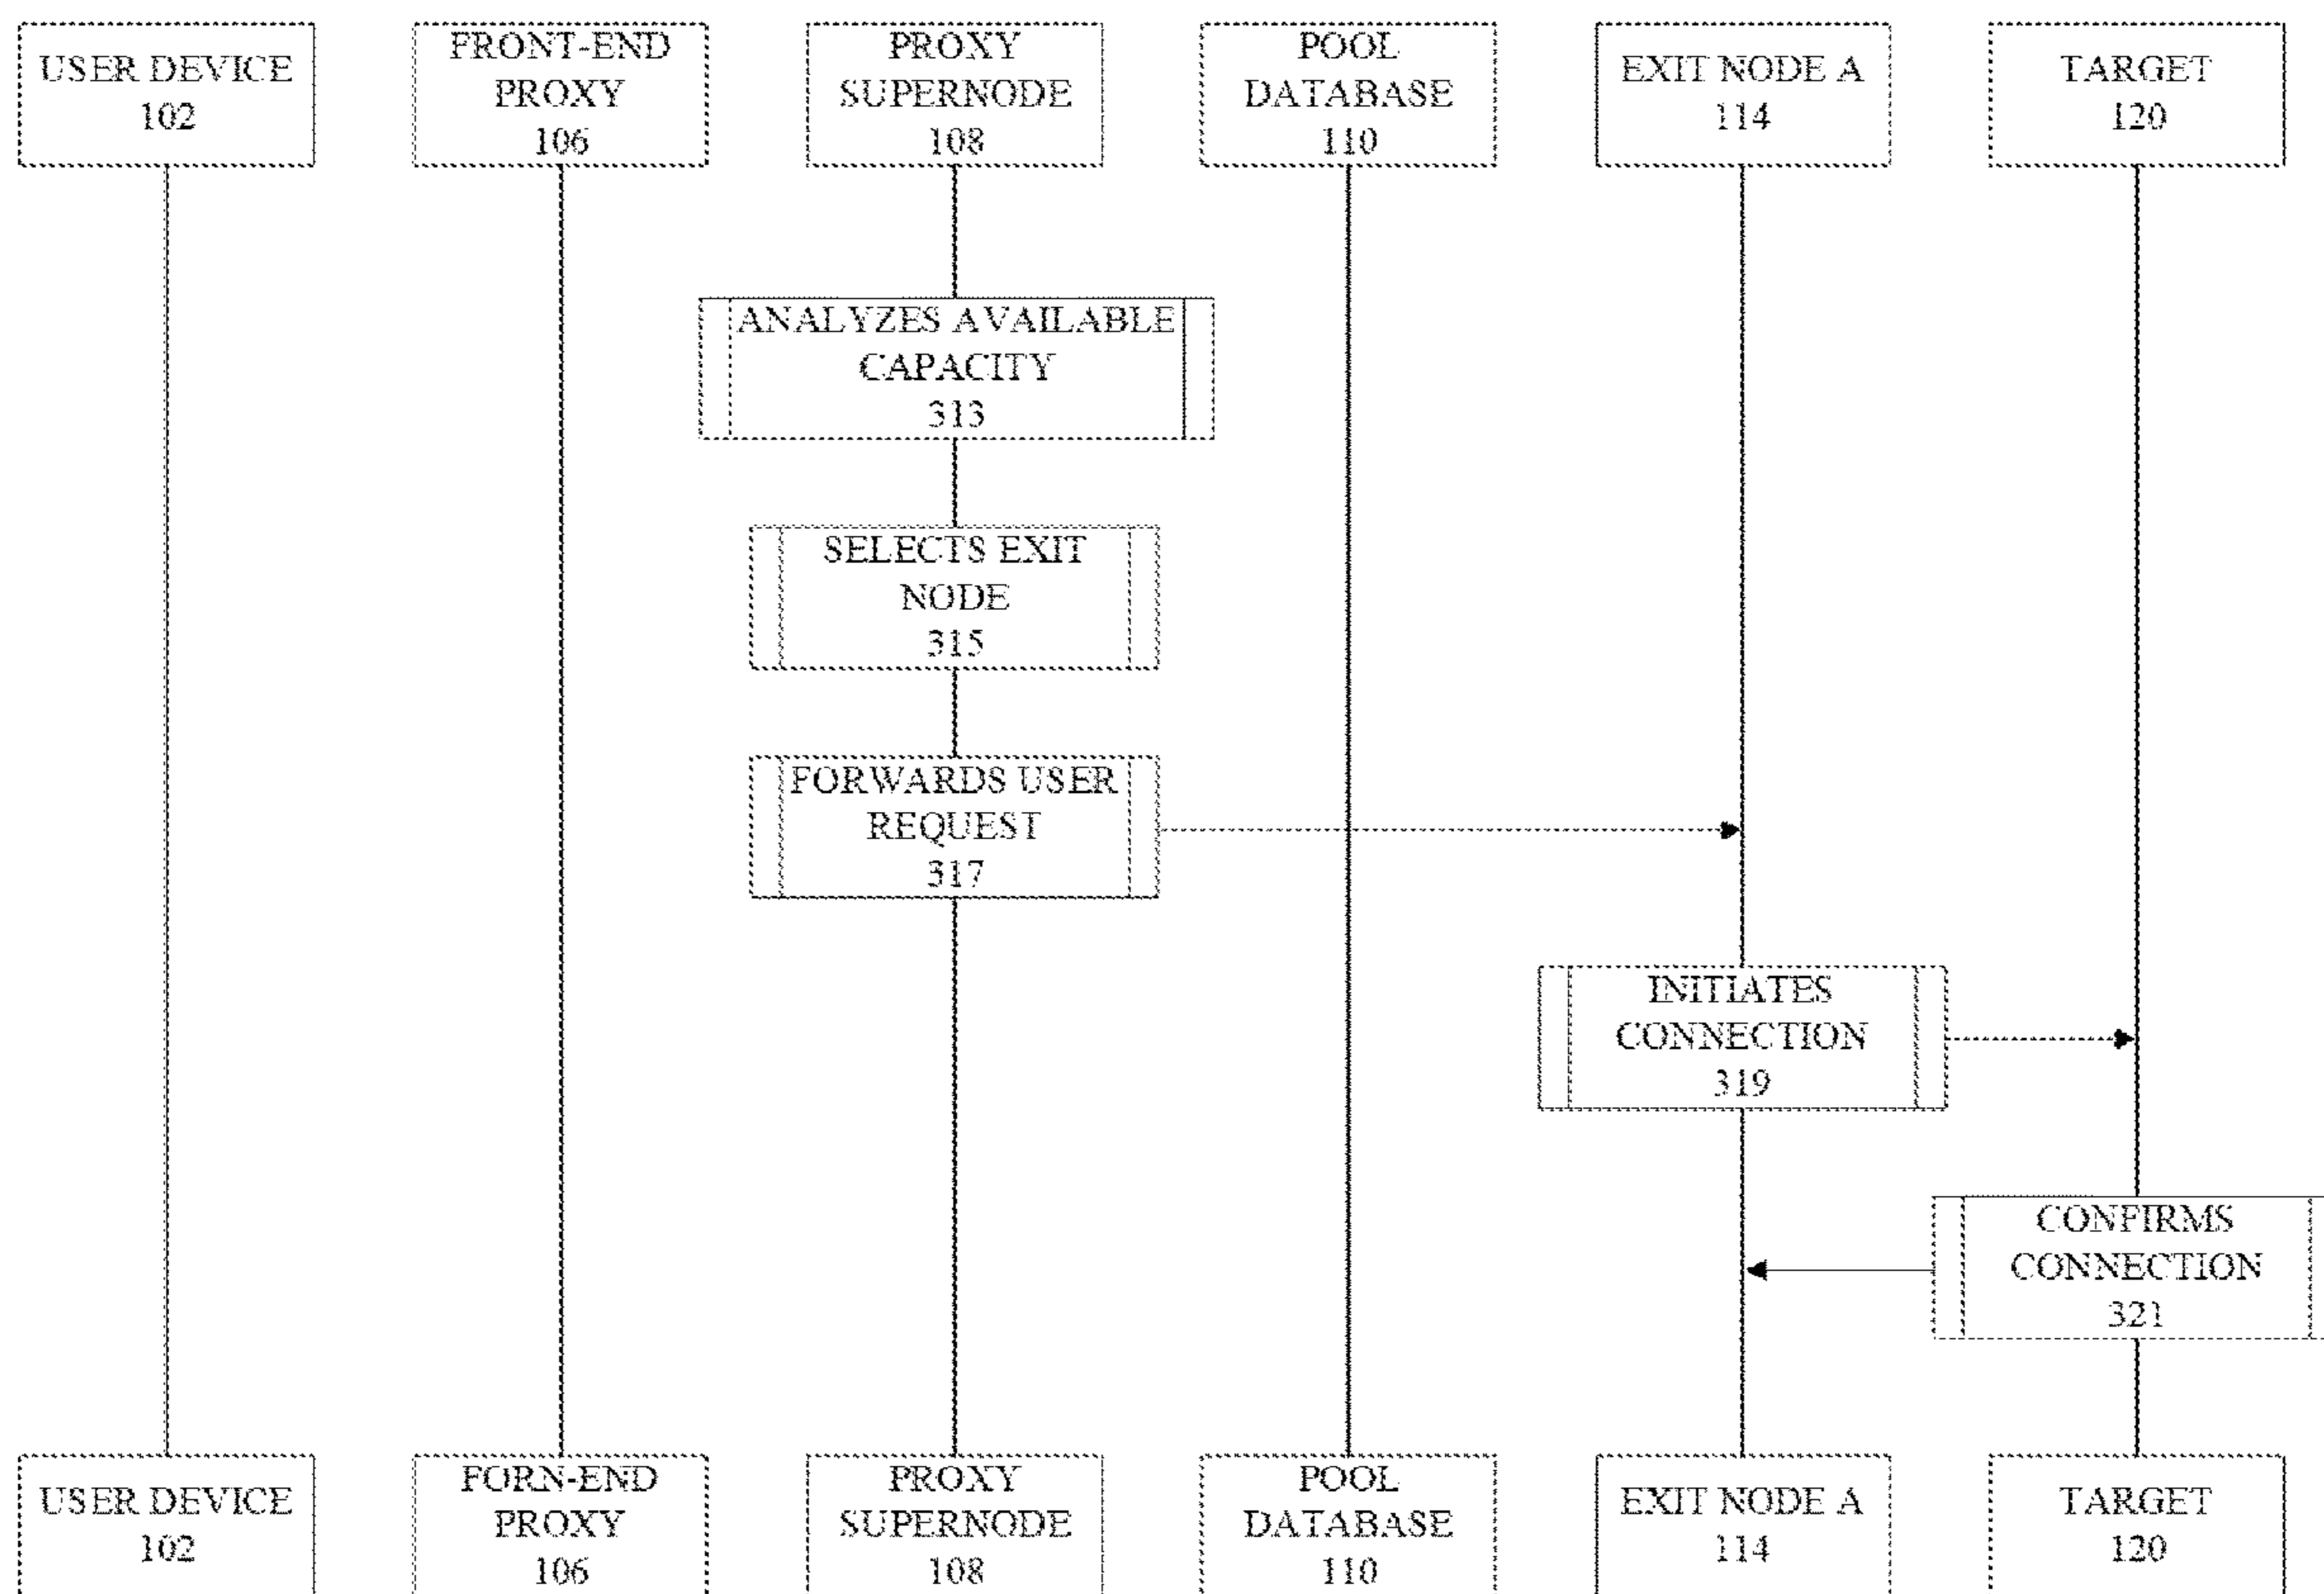 USER DEVICE
102
FRONT-END
PROXY
106
PROXY
SUPERNODE
108
POOL
DATABASE
110
EXIT NODE A
114
TARGET
120
ANALYZES AVAILABLE
CAPACITY
313
SELECTS EXIT
NODE
315
FORWARDS USER
REQUEST
317
INITIATES
CONNECTION
319
CONFIRMS
CONNECTION
321
USER DEVICE
102
FORN-END
PROXY
106
PROXY
SUPERNODE
108
POOL
DATABASE
110
EXIT NODE A
114
TARGET
120